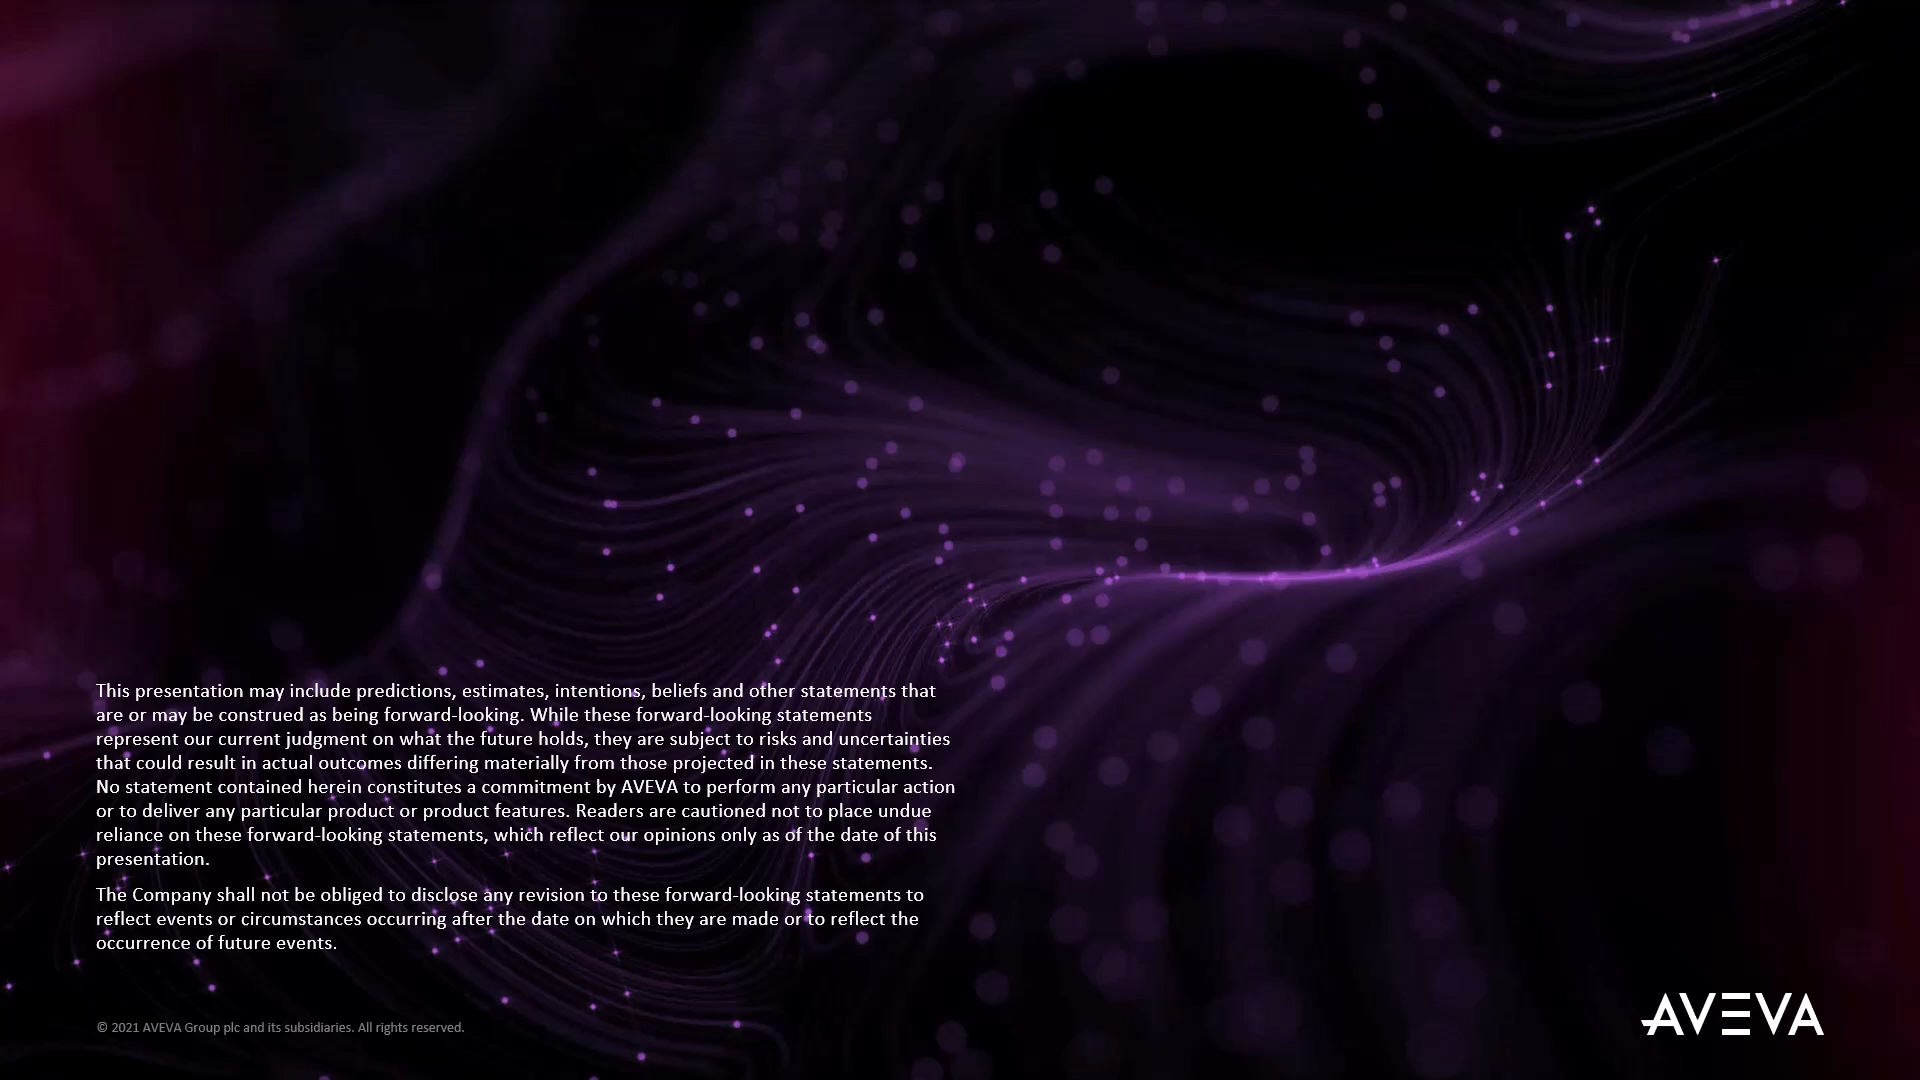 This presentation may include predictions, estimates, intentions, beliefs and other statements that
are or may be construed as being forward-looking. While these forward-looking statements
represent our current judgment on what the future holds, they are subject to risks and uncertainties
that could result in actual outcomes differing materially from those projected in these statements.
No statement contained herein constitutes a commitment by AVEVA to perform any particular action
or to deliver any particular product or product features. Readers are cautioned not to place undue
reliance on these forward-looking statements, which reflect our opinions only as of the date of this
presentation.
The Company shall not be obliged to disclose any revision to these forward-looking statements to
reflect events or circumstances occurring after the date on which they are made or to reflect the
occurrence of future events.
© 2021 AVEVA Group plc and its subsidiaries. All rights reserved.
AVEVA